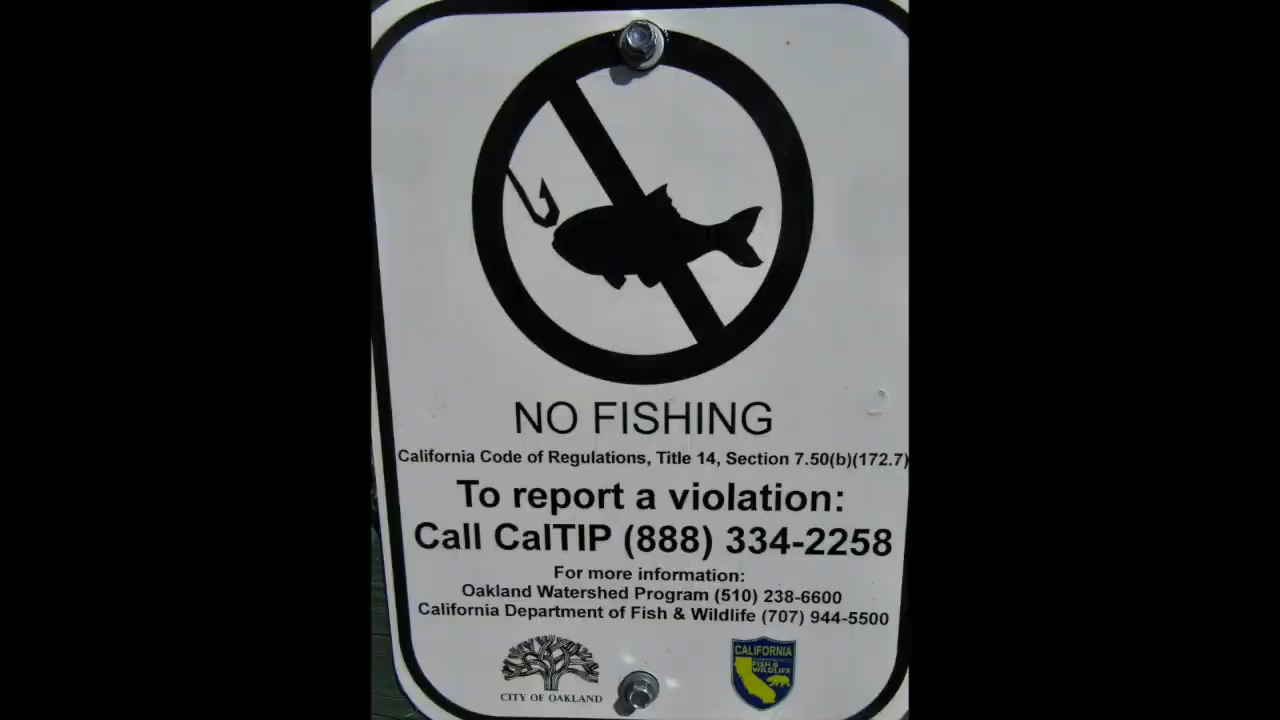 NO FISHING
California Code of Regulations, Title 14, Section 7.50(b)(172.7)
To report a violation:
Call CalTIP (888) 334-2258
For more information:
Oakland Watershed Program (510) 238-6600
California Department of Fish & Wildlife (707) 944-5500
CITY OF OAKLAND
CALIFORNIA
FISH &
WILDLIFE